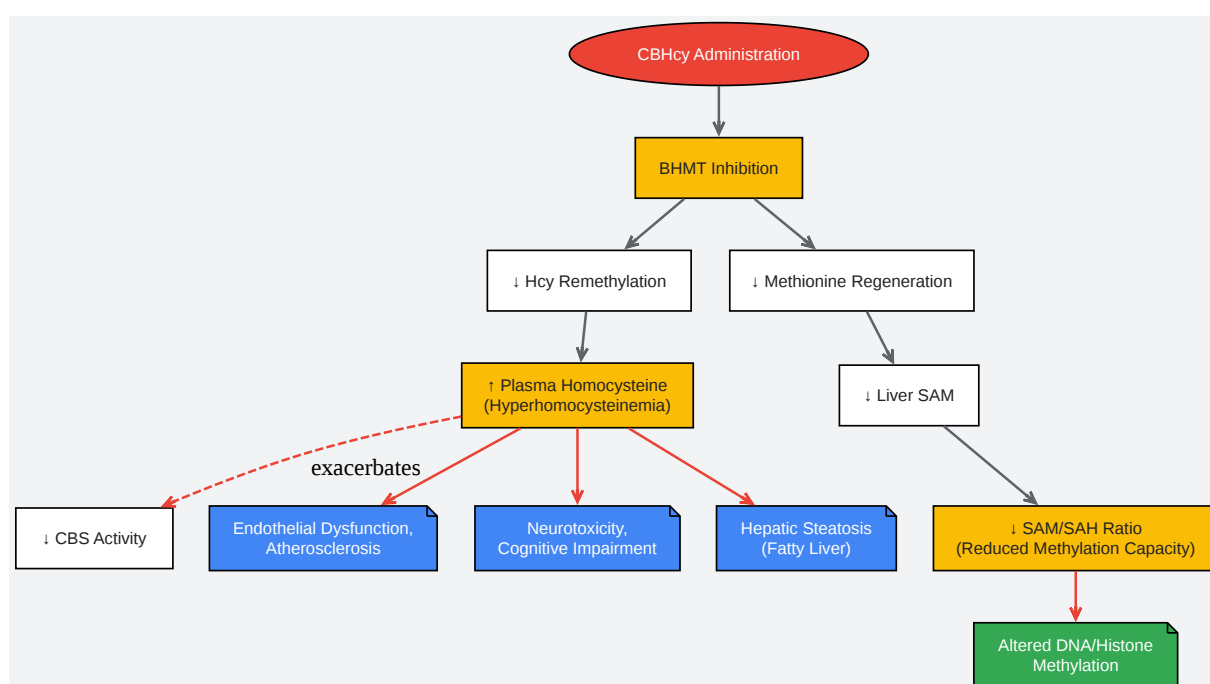 CBHcy Administration
BHMT Inhibition
↓ Hcy Remethylation
↓ Methionine Regeneration
↑ Plasma Homocysteine
(Hyperhomocysteinemia)
↓ Liver SAM
exacerbates
↓ CBS Activity
Endothelial Dysfunction,
Atherosclerosis
Neurotoxicity,
Cognitive Impairment
Hepatic Steatosis
(Fatty Liver)
↓ SAM/SAH Ratio
(Reduced Methylation Capacity)
Altered DNA/Histone
Methylation